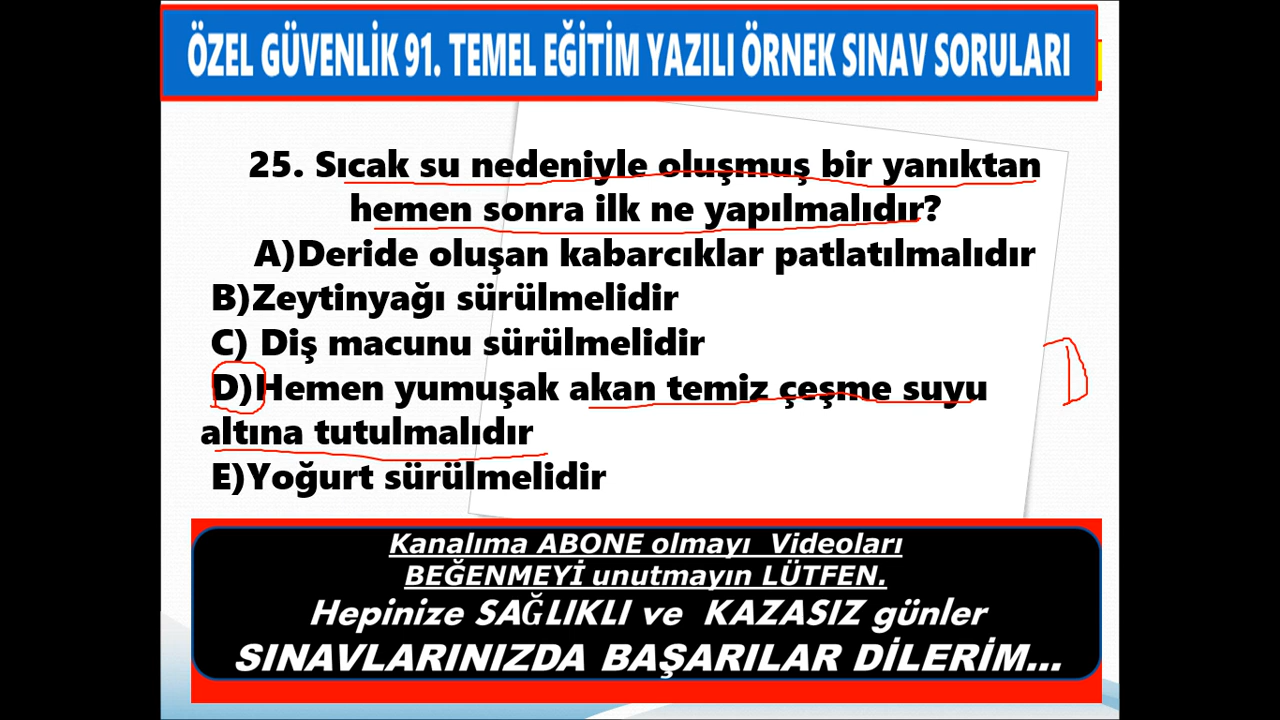 ÖZEL GÜVENLİK 91. TEMEL EĞİTİM YAZILI ÖRNEK SINAV SORULARI
25. Sıcak su nedeniyle oluşmuş bir yanıktan
hemen sonra ilk ne yapılmalıdır?
A)Deride oluşan kabarcıklar patlatılmalıdır
B)Zeytinyağı sürülmelidir
C) Diş macunu sürülmelidir
D)Hemen yumuşak akan temiz çeşme suyu
altına tutulmalıdır
E)Yoğurt sürülmelidir
Kanalıma ABONE olmayı Videoları
BEĞENMEYİ unutmayın LÜTFEN.
Hepinize SAĞLIKLI ve KAZASIZ günler
SINAVLARINIZDA BAŞARILAR DİLERİM...